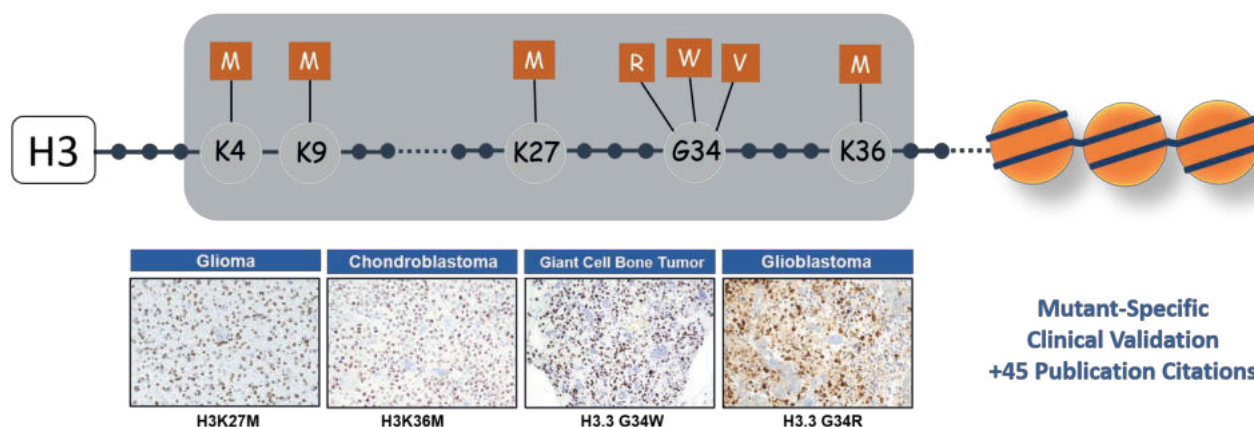 M M M R W V M
H3 K4 K9 K27 G34 K36
Glioma Chondroblastoma Giant Cell Bone Tumor Glioblastoma
H3K27M H3K36M H3.3 G34W H3.3 G34R
Mutant-Specific
Clinical Validation
+45 Publication Citations